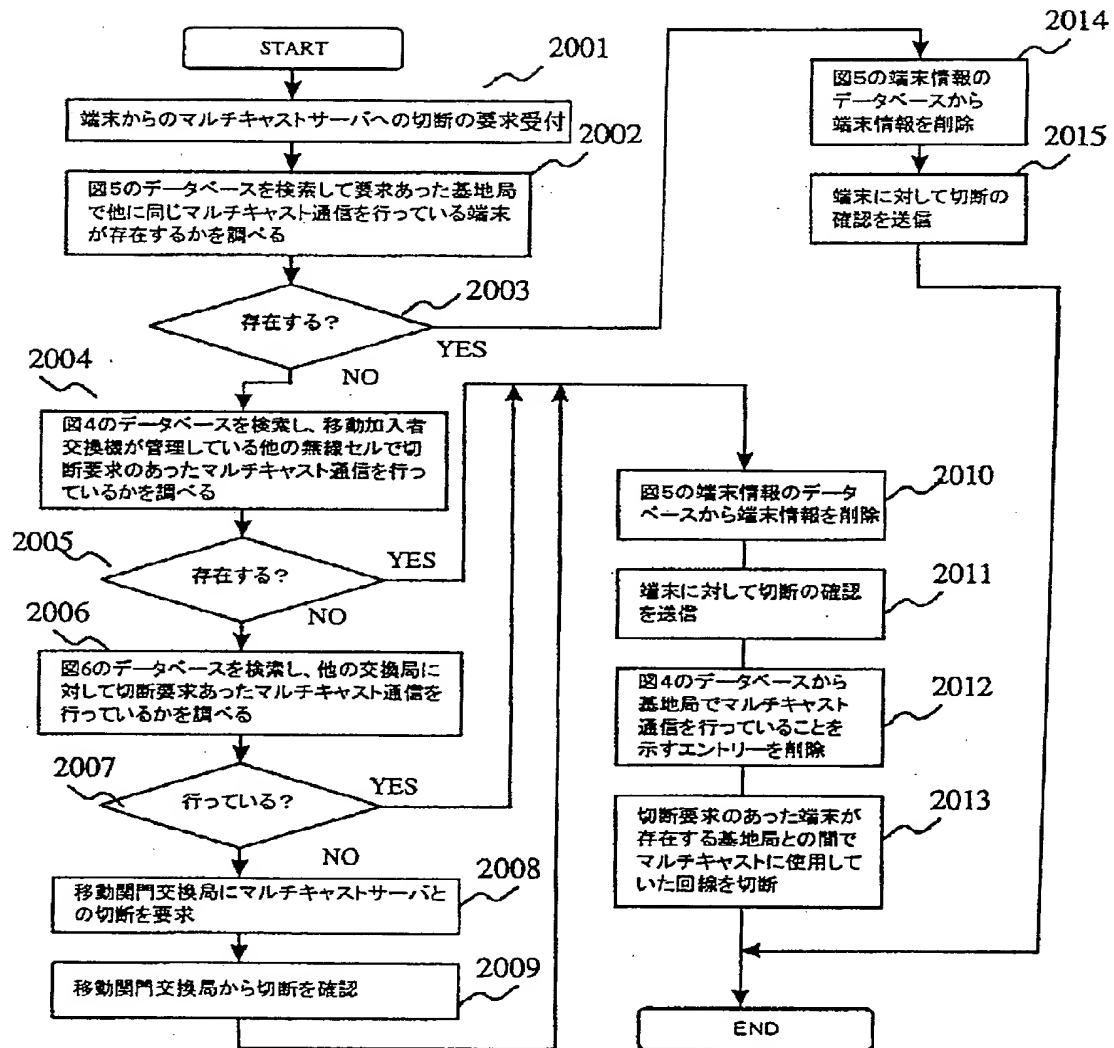 START
2001
端末からのマルチキャストサーバへの切断の要求受付
2002
図5のデータベースを検索して要求あった基地局
で他に同じマルチキャスト通信を行っている端末
が存在するかを調べる
2003
存在する?
YES
NO
2004
図4のデータベースを検索し、移動加入者
交換機が管理している他の無線セルで切
断要求のあったマルチキャスト通信を行っ
ているかを調べる
2005
存在する?
YES
NO
2006
図6のデータベースを検索し、他の交換局に
対して切断要求あったマルチキャスト通信を
行っているかを調べる
2007
行っている?
YES
NO
2008
移動関門交換局にマルチキャストサーバと
の切断を要求
2009
移動関門交換局から切断を確認
2014
図5の端末情報の
データベースから
端末情報を削除
2015
端末に対して切断の
確認を送信
2010
図5の端末情報のデータ
ベースから端末情報を削除
2011
端末に対して切断の確認
を送信
2012
図4のデータベースから
基地局でマルチキャスト
通信を行っていることを
示すエントリーを削除
2013
切断要求のあった端末が
存在する基地局との間で
マルチキャストに使用して
いた回線を切断
END